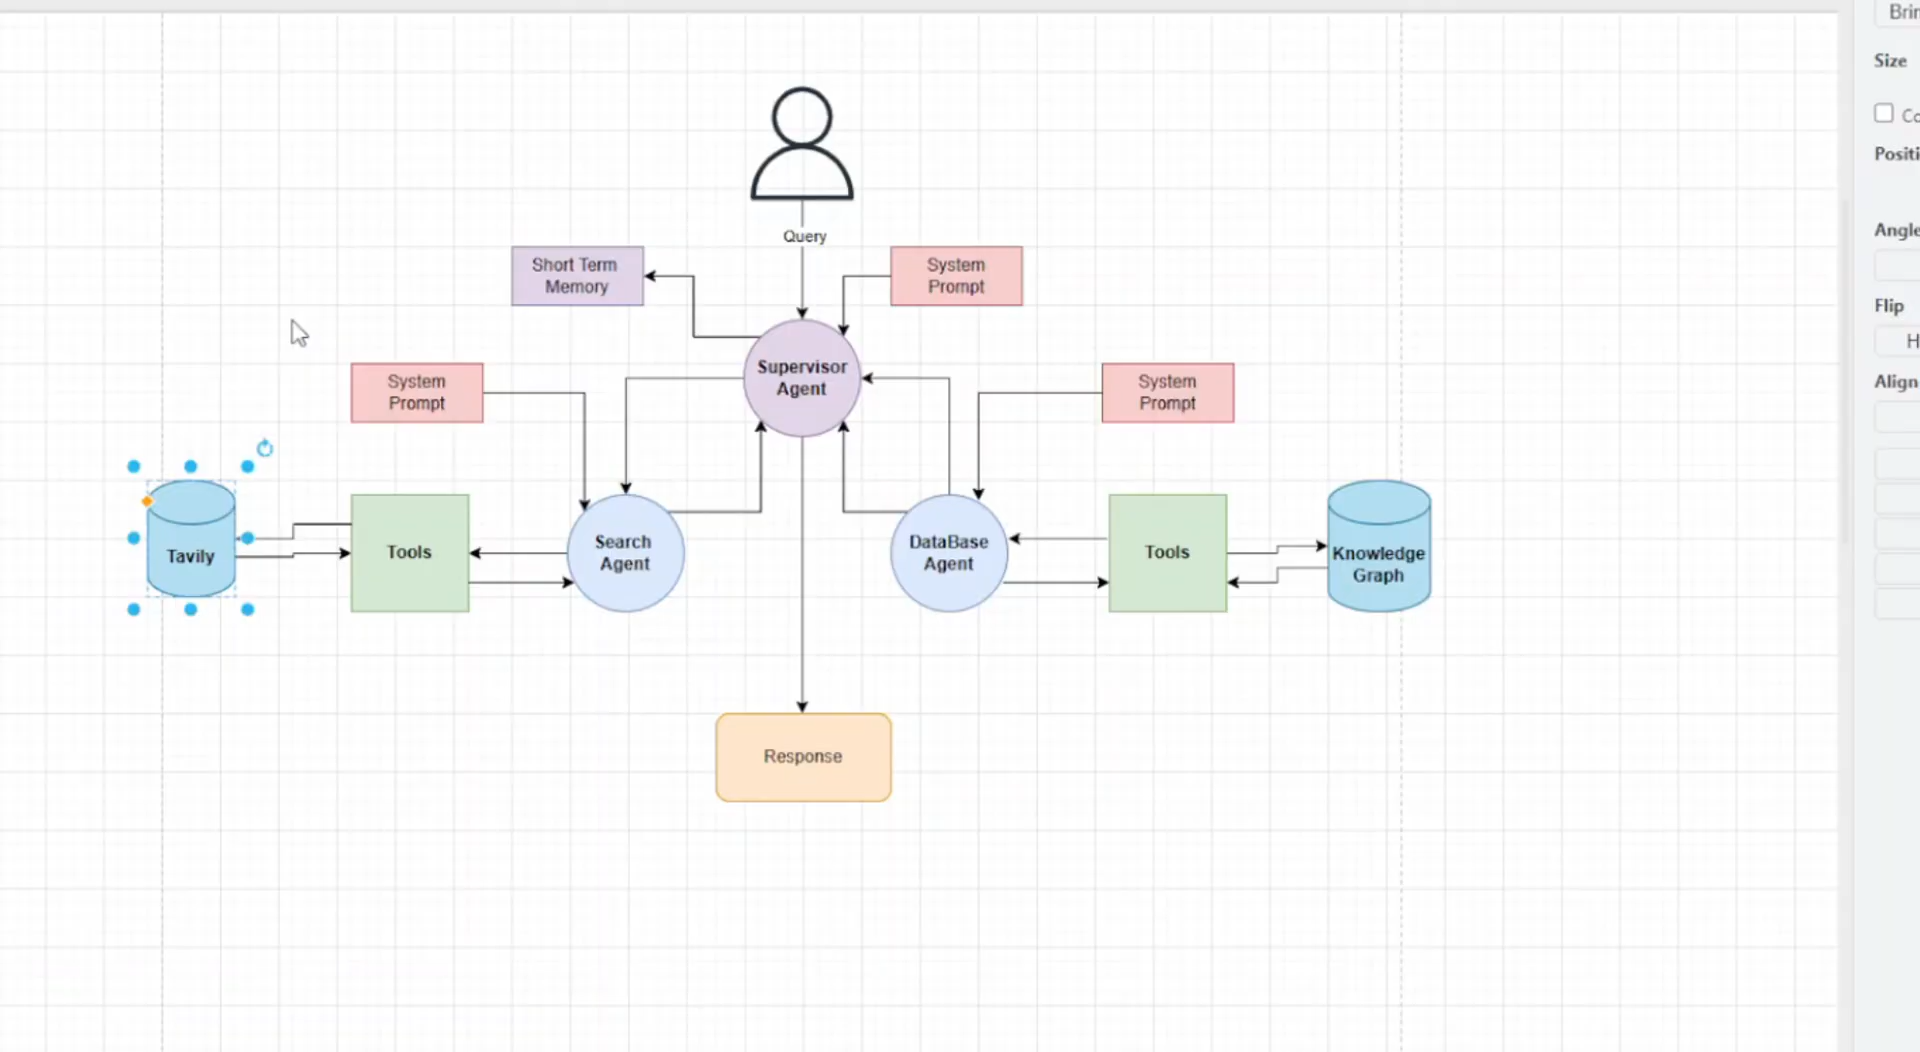 Query
Short Term
Memory
System
Prompt
Supervisor
Agent
System
Prompt
System
Prompt
Tavily
Tools
Search
Agent
DataBase
Agent
Tools
Knowledge
Graph
Response
Size
Angle
Flip
Align